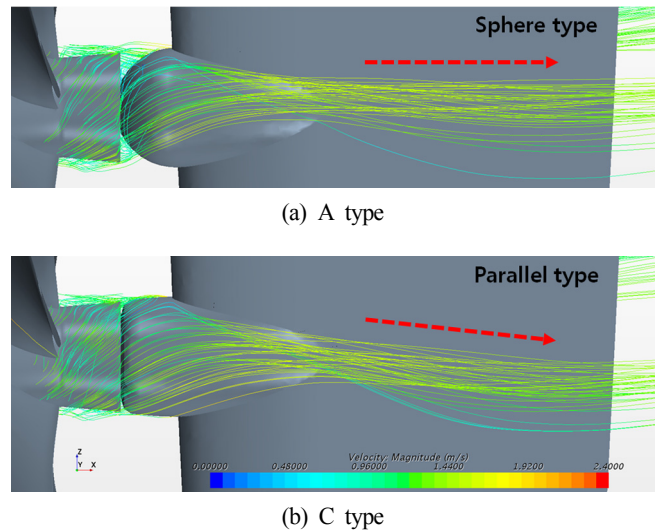 Sphere type
(a) A type
Parallel type
Z
Y X
Velocity: Magnitude (m/s)
0.00000 0.48000 0.96000 1.4400 1.9200 2.4000
(b) C type